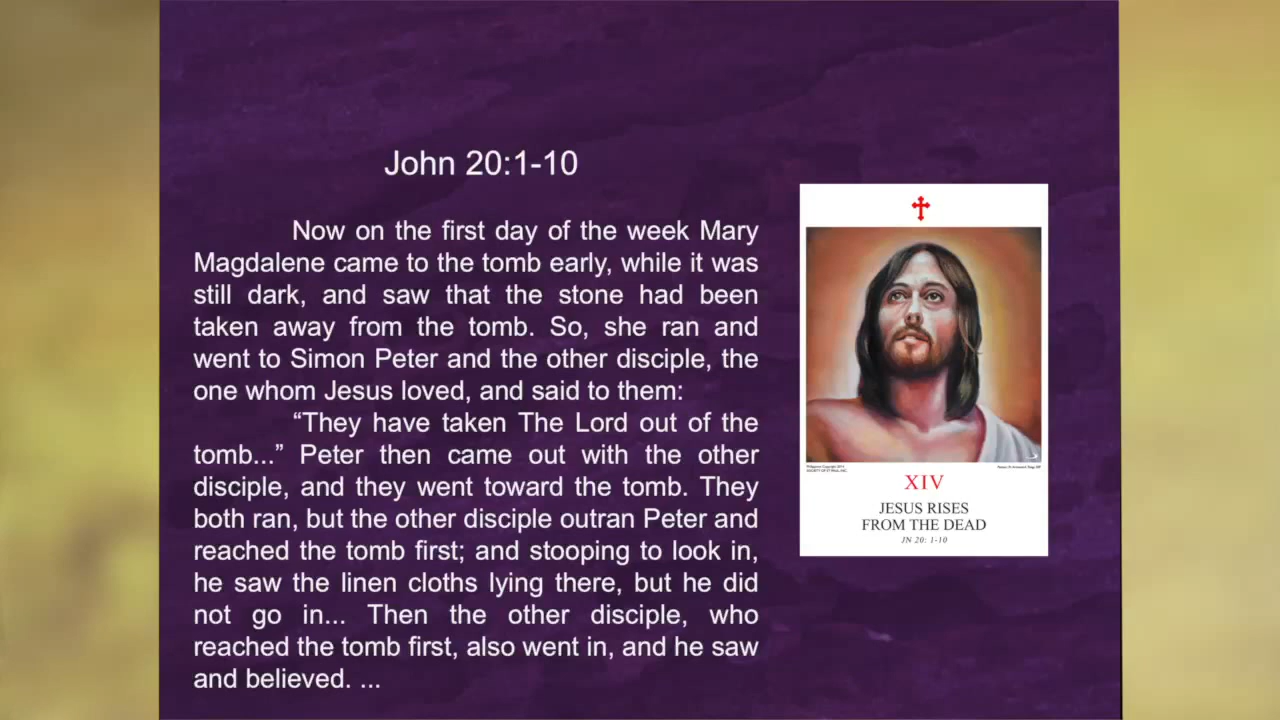 John 20:1-10
Now on the first day of the week Mary
Magdalene came to the tomb early, while it was
still dark, and saw that the stone had been
taken away from the tomb. So, she ran and
went to Simon Peter and the other disciple, the
one whom Jesus loved, and said to them:
“They have taken The Lord out of the
tomb...” Peter then came out with the other
disciple, and they went toward the tomb. They
both ran, but the other disciple outran Peter and
reached the tomb first; and stooping to look in,
he saw the linen cloths lying there, but he did
not go in... Then the other disciple, who
reached the tomb first, also went in, and he saw
and believed. ...
XIV
JESUS RISES
FROM THE DEAD
JN 20: 1-10